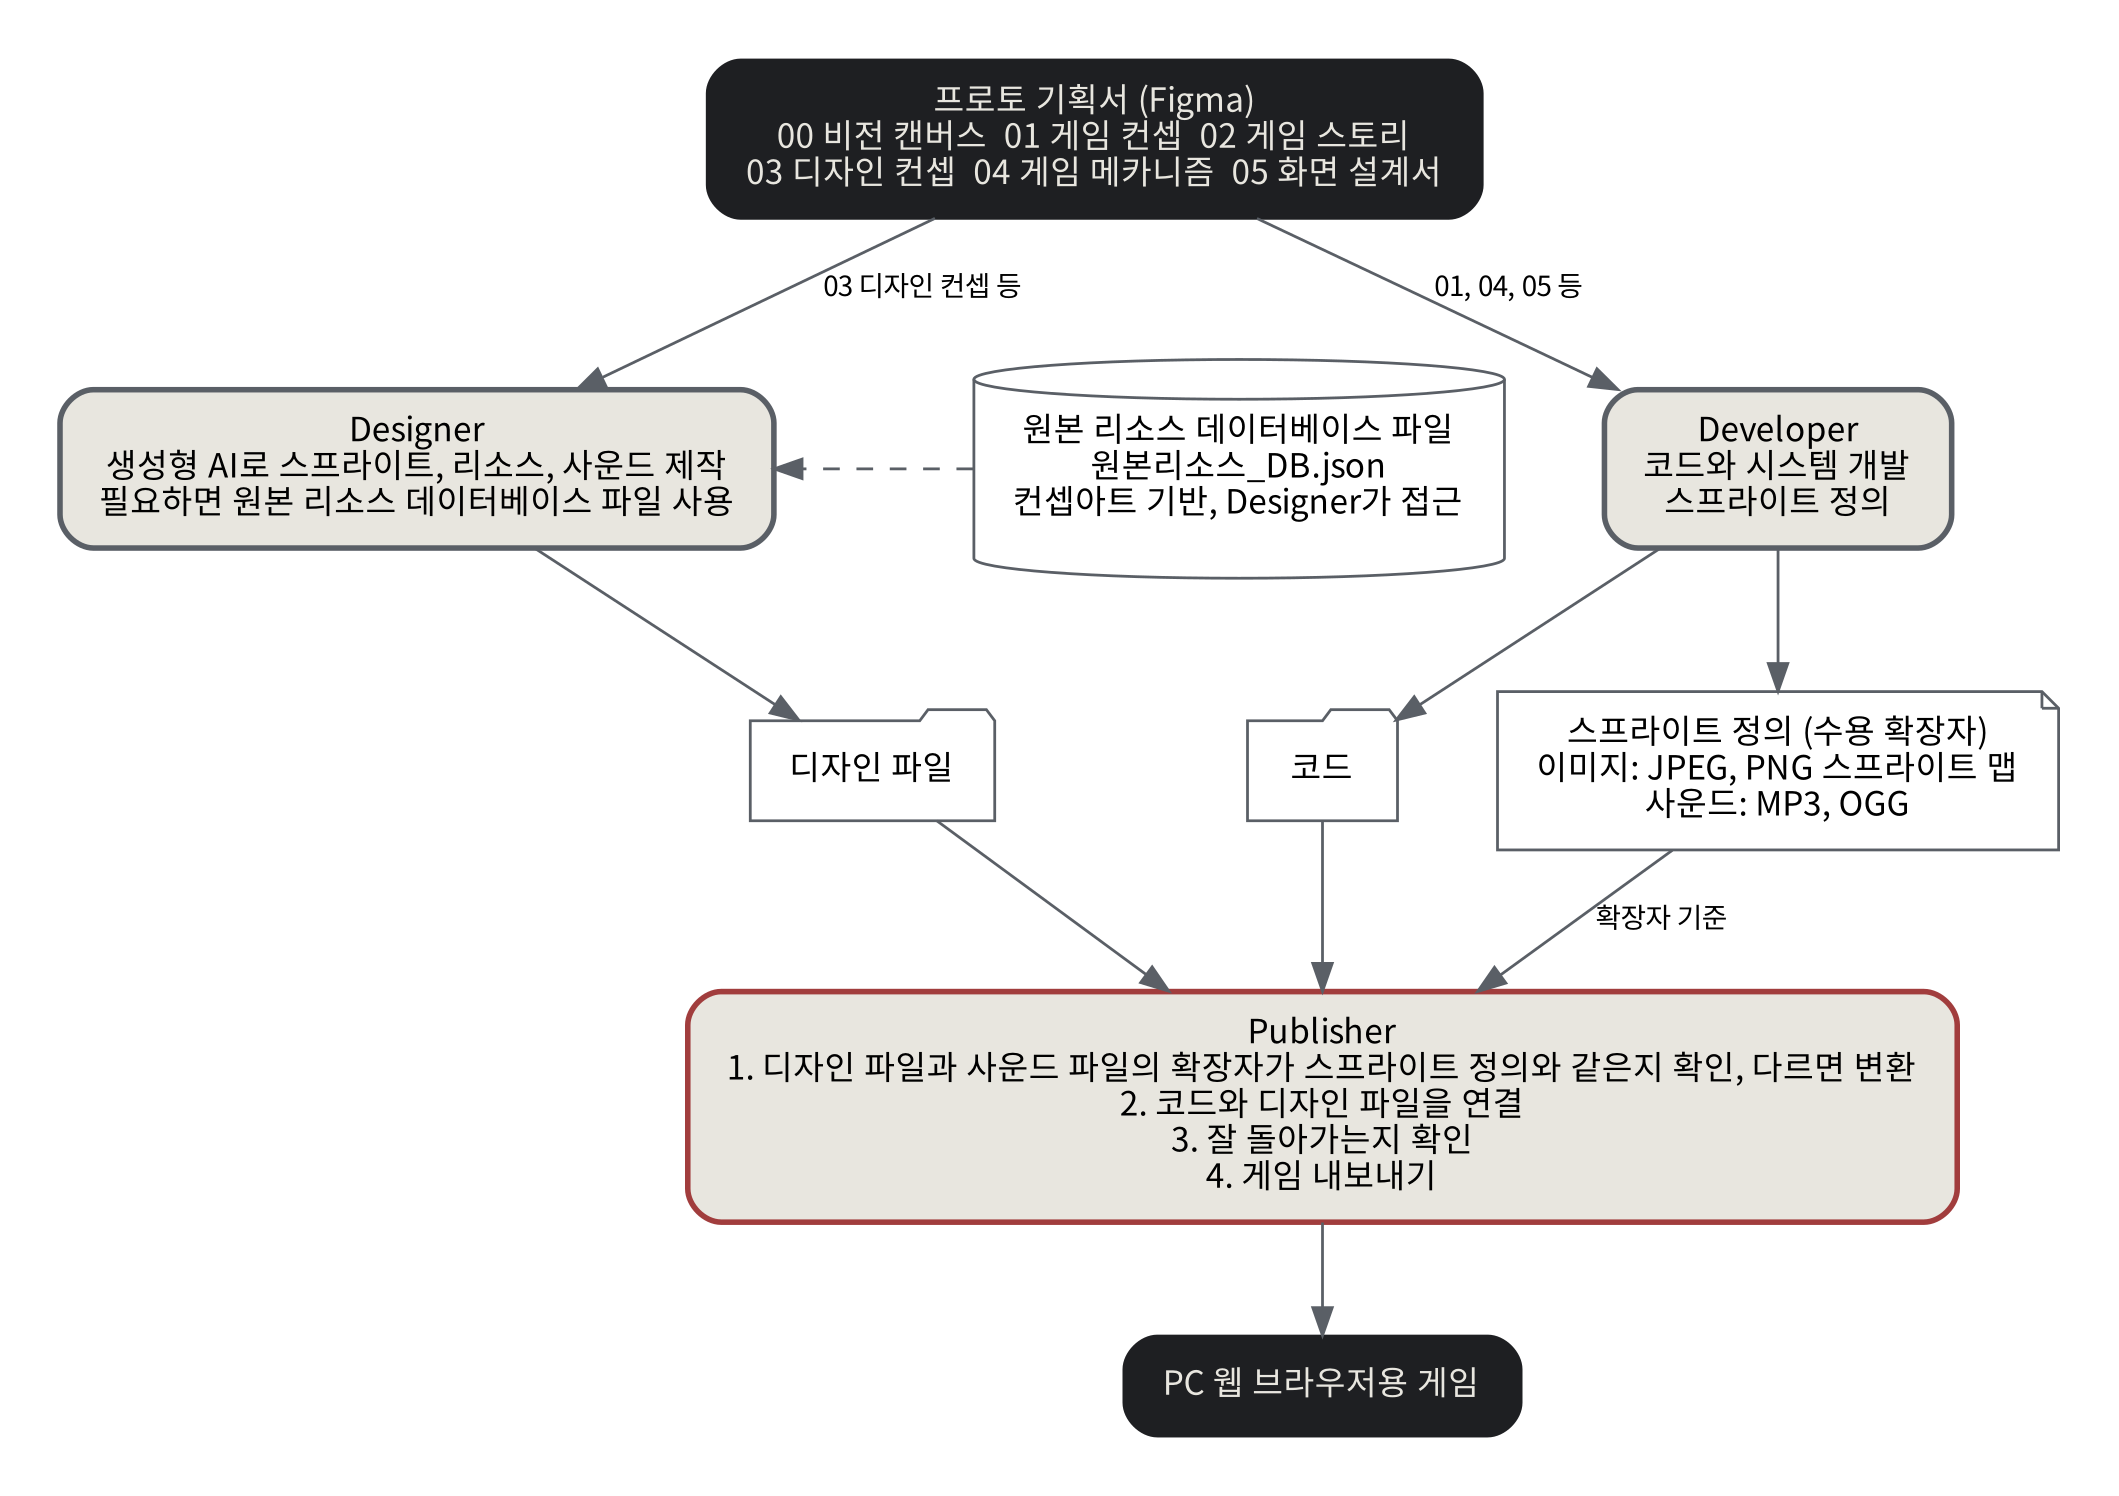 프로토 기획서 (Figma)
00 비전 캔버스  01 게임 컨셉  02 게임 스토리
03 디자인 컨셉  04 게임 메카니즘  05 화면 설계서
03 디자인 컨셉 등
01, 04, 05 등
Designer
생성형 AI로 스프라이트, 리소스, 사운드 제작
필요하면 원본 리소스 데이터베이스 파일 사용
원본 리소스 데이터베이스 파일
원본리소스_DB.json
컨셉아트 기반, Designer가 접근
Developer
코드와 시스템 개발
스프라이트 정의
디자인 파일
코드
스프라이트 정의 (수용 확장자)
이미지: JPEG, PNG 스프라이트 맵
사운드: MP3, OGG
확장자 기준
Publisher
1. 디자인 파일과 사운드 파일의 확장자가 스프라이트 정의와 같은지 확인, 다르면 변환
2. 코드와 디자인 파일을 연결
3. 잘 돌아가는지 확인
4. 게임 내보내기
PC 웹 브라우저용 게임